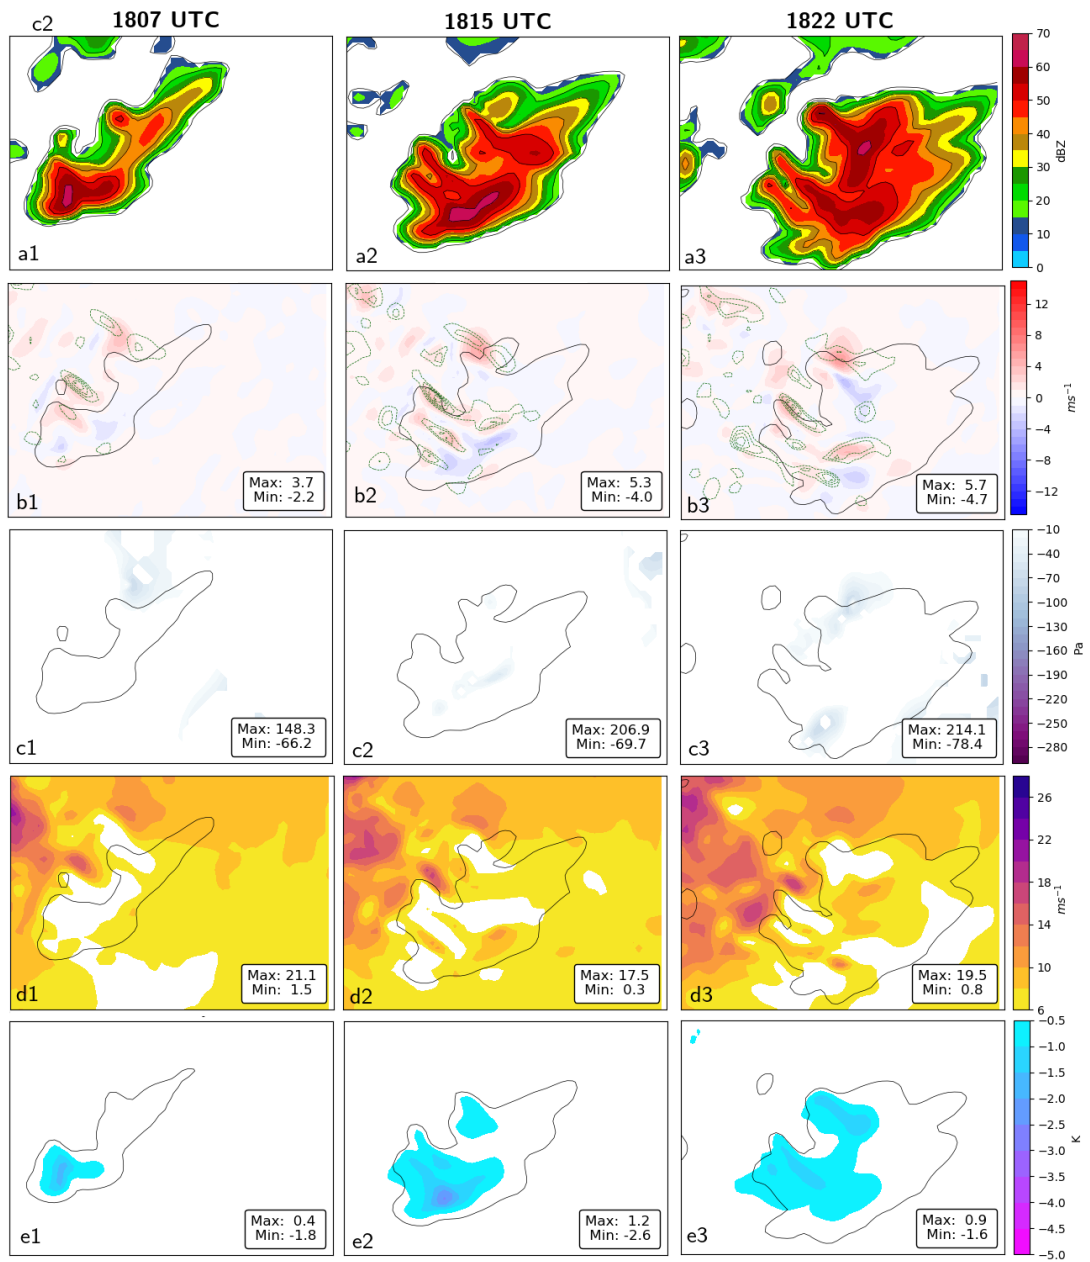 c2
1807 UTC
1815 UTC
1822 UTC
a1
a2
a3
70
60
50
40
30
20
10
0
dBZ
b1
Max: 3.7
Min: -2.2
b2
Max: 5.3
Min: -4.0
b3
Max: 5.7
Min: -4.7
12
8
4
0
−4
−8
−12
ms⁻¹
c1
Max: 148.3
Min: -66.2
c2
Max: 206.9
Min: -69.7
c3
Max: 214.1
Min: -78.4
−10
−40
−70
−100
−130
−160
−190
−220
−250
−280
Pa
d1
Max: 21.1
Min: 1.5
d2
Max: 17.5
Min: 0.3
d3
Max: 19.5
Min: 0.8
26
22
18
14
10
6
ms⁻¹
e1
Max: 0.4
Min: -1.8
e2
Max: 1.2
Min: -2.6
e3
Max: 0.9
Min: -1.6
−0.5
−1.0
−1.5
−2.0
−2.5
−3.0
−3.5
−4.0
−4.5
−5.0
K